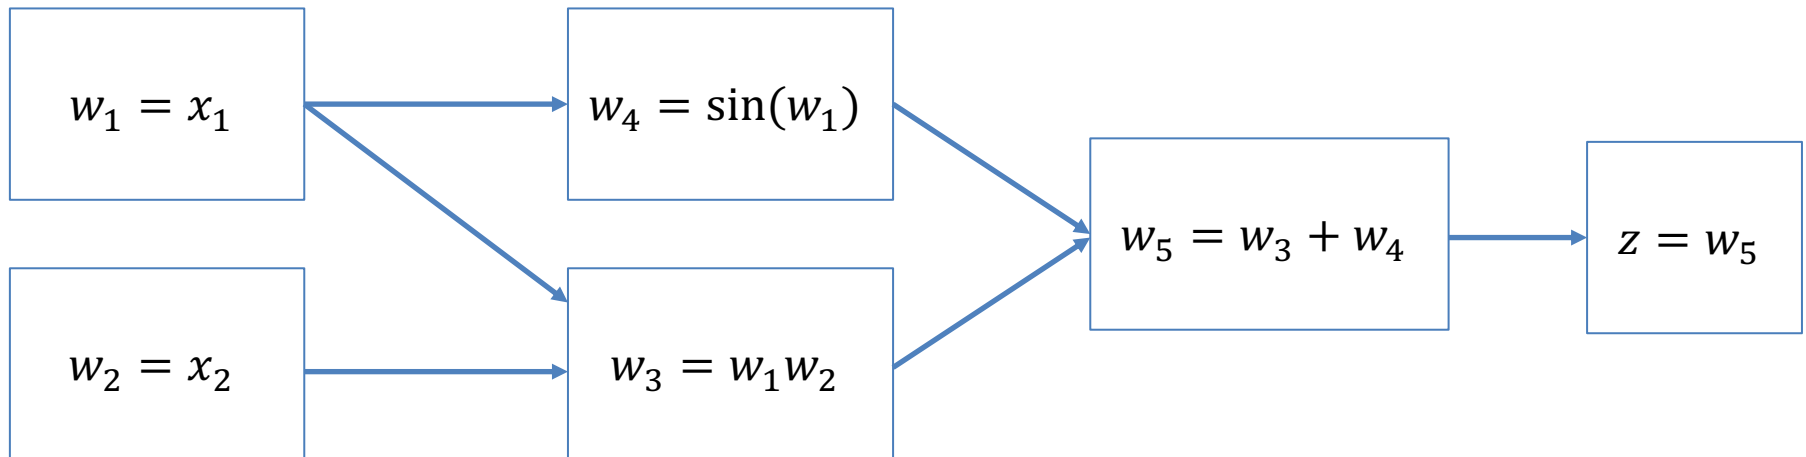 w₁ = x₁
w₄ = sin(w₁)
w₅ = w₃ + w₄
z = w₅
w₂ = x₂
w₃ = w₁w₂